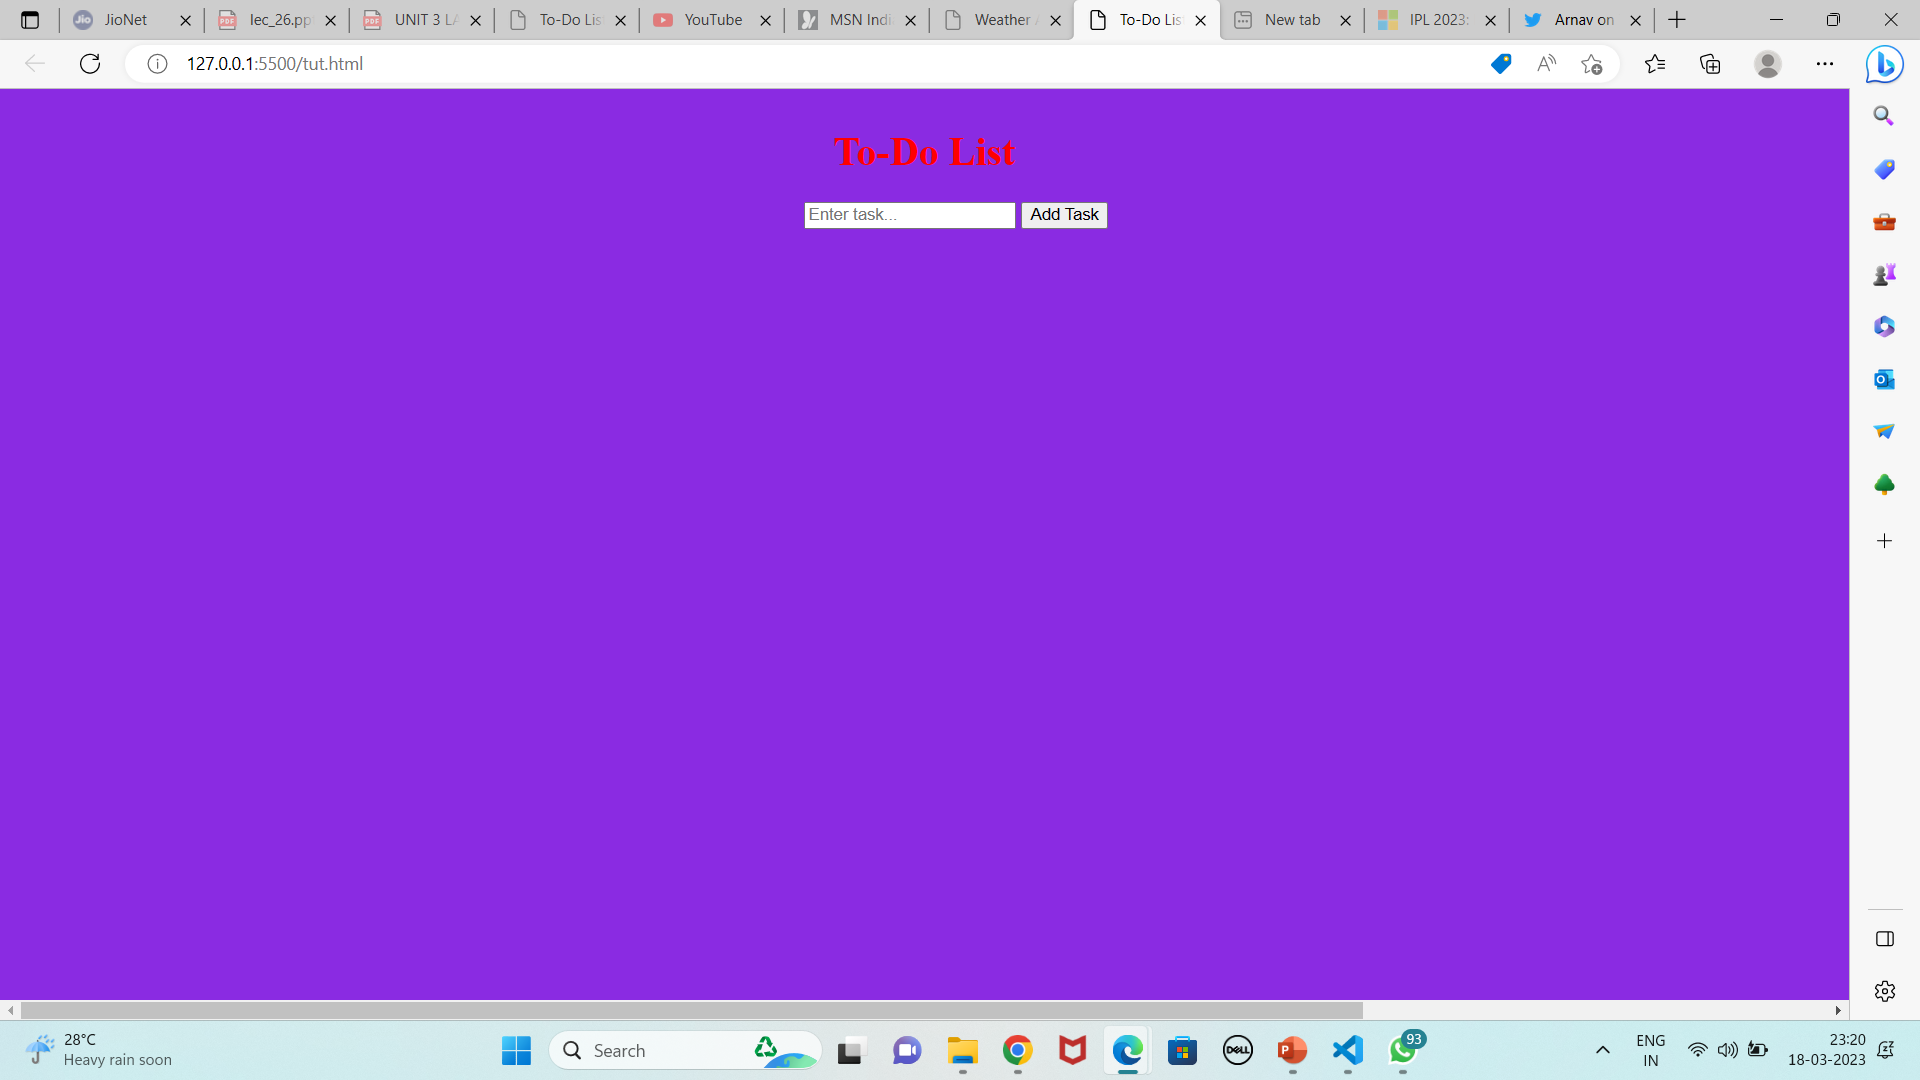 JioNet
lec_26.pp
UNIT 3 LA
To-Do Lis
YouTube
MSN Indi
Weather A
To-Do Lis
New tab
IPL 2023:
Arnav on
127.0.0.1:5500/tut.html
To-Do List
Enter task...
Add Task
28°C
Heavy rain soon
Search
DELL
93
ENG
IN
23:20
18-03-2023